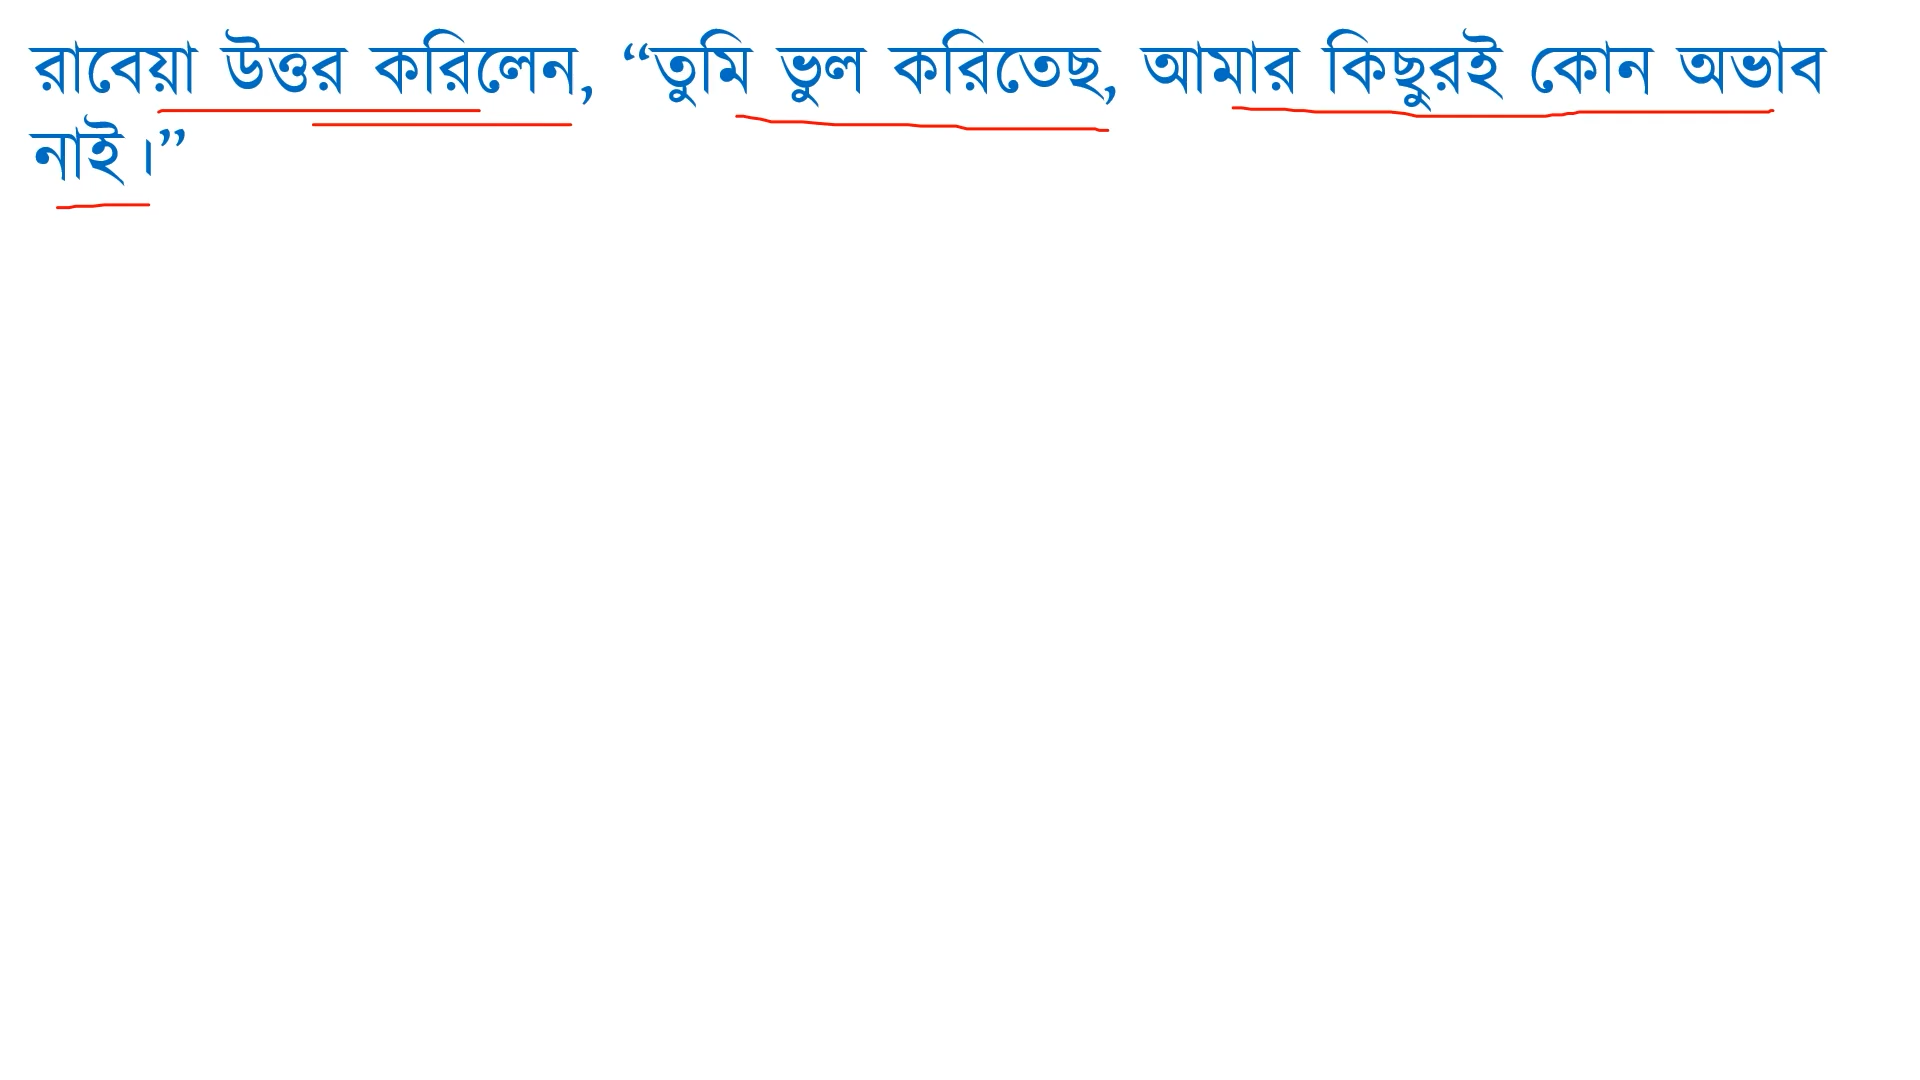 রাবেয়া উত্তর করিলেন, “তুমি ভুল করিতেছ, আমার কিছুরই কোন অভাব
নাই।”